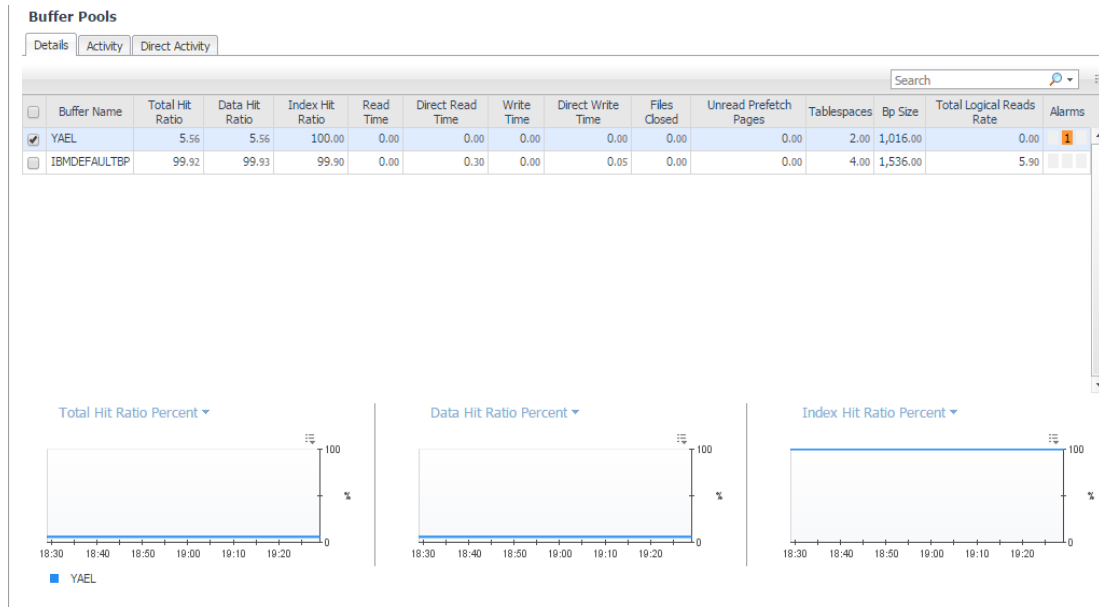 Buffer Pools
Details Activity Direct Activity
Search
Buffer Name Total Hit Ratio Data Hit Ratio Index Hit Ratio Read Time Direct Read Time Write Time Direct Write Time Files Closed Unread Prefetch Pages Tablespaces Bp Size Total Logical Reads Rate Alarms
YAEL 5.56 5.56 100.00 0.00 0.00 0.00 0.00 0.00 0.00 2.00 1,016.00 0.00 1
IBMDEFAULTBP 99.92 99.93 99.90 0.00 0.30 0.00 0.05 0.00 0.00 4.00 1,536.00 5.90
Total Hit Ratio Percent Data Hit Ratio Percent Index Hit Ratio Percent
100 100 100
% % %
0 0 0
18:30 18:40 18:50 19:00 19:10 19:20 18:30 18:40 18:50 19:00 19:10 19:20 18:30 18:40 18:50 19:00 19:10 19:20
YAEL